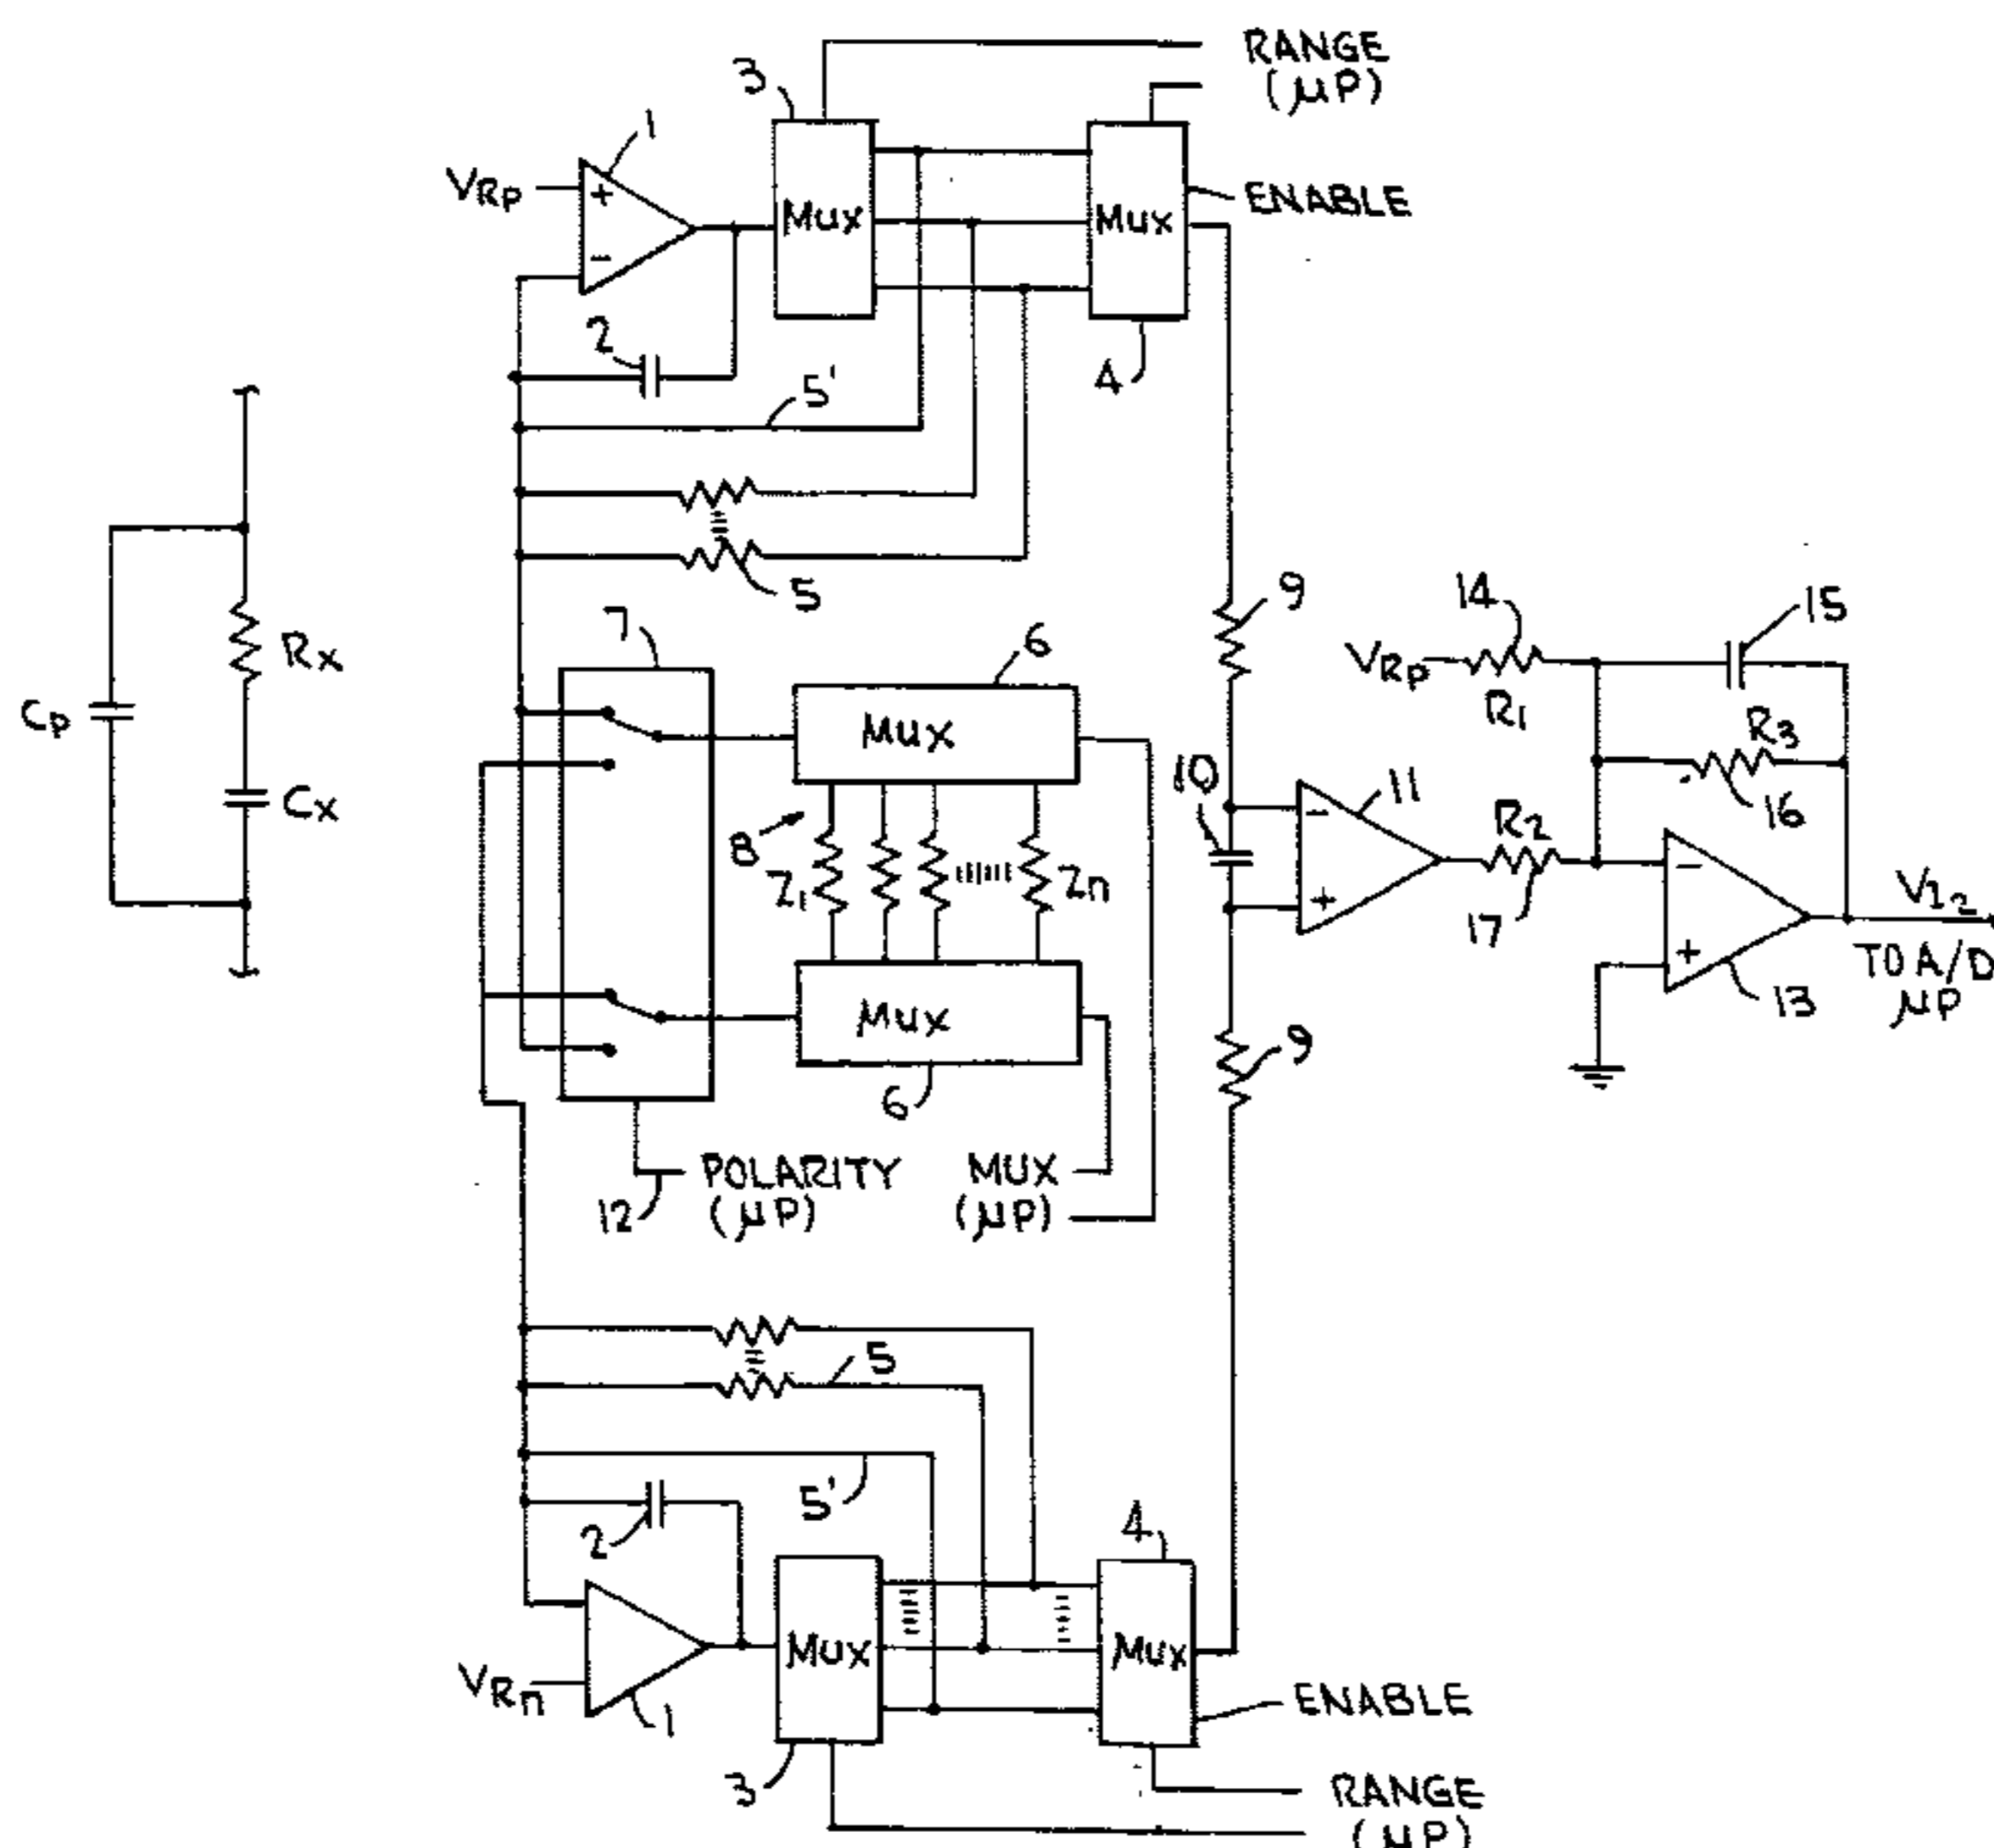 RANGE
(μP)
3
1
VRp
+
-
Mux
Mux
ENABLE
2
5'
4
5
9
14
15
7
6
Rx
VRp
R1
Cp
Mux
R3
10
11
16
Cx
8
Z1
Zn
-
+
R2
17
-
+
V12
TO A/D
μP
13
Mux
9
6
POLARITY
(μP)
MUX
(μP)
12
5
5'
2
4
Mux
Mux
VRn
1
ENABLE
3
RANGE
(μP)